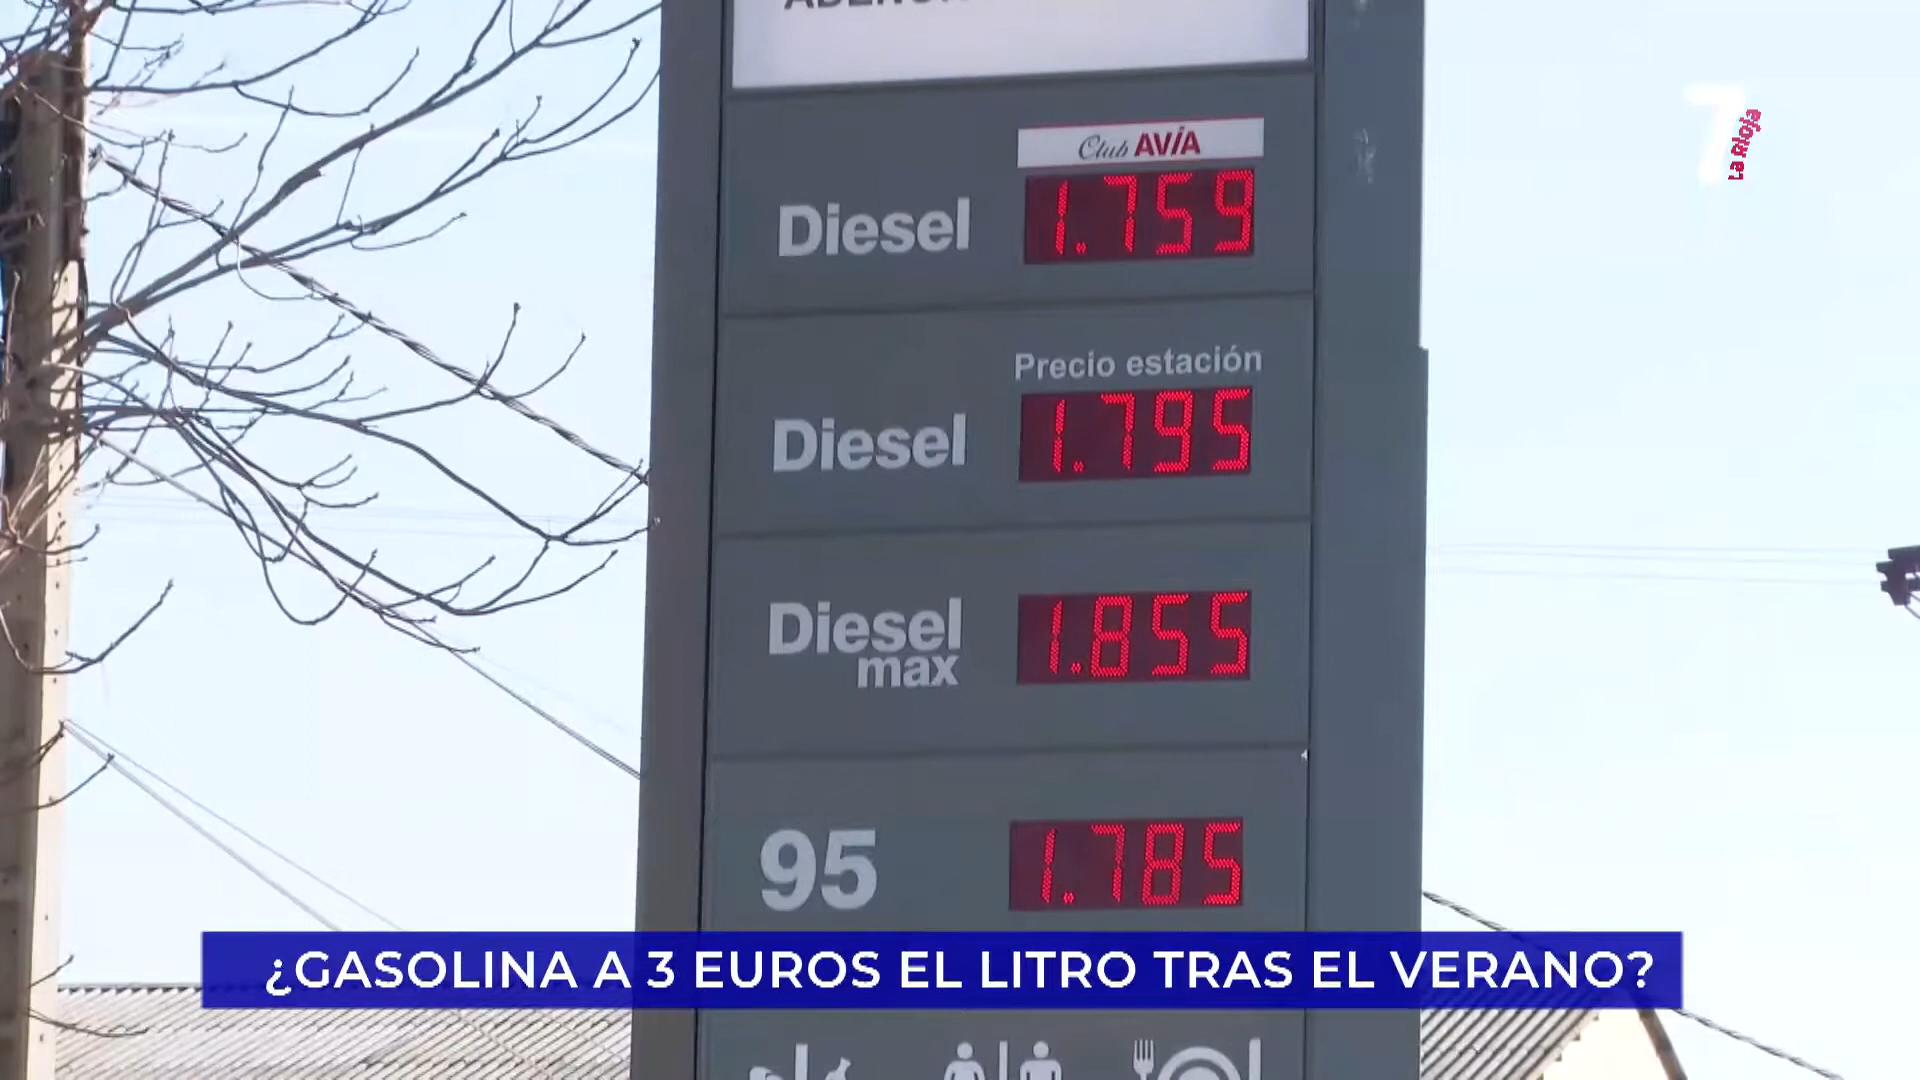 7
La Rioja
Club AVÍA
Diesel 1.759
Precio estación
Diesel 1.795
Diesel 1.855
max
95 1.785
¿GASOLINA A 3 EUROS EL LITRO TRAS EL VERANO?